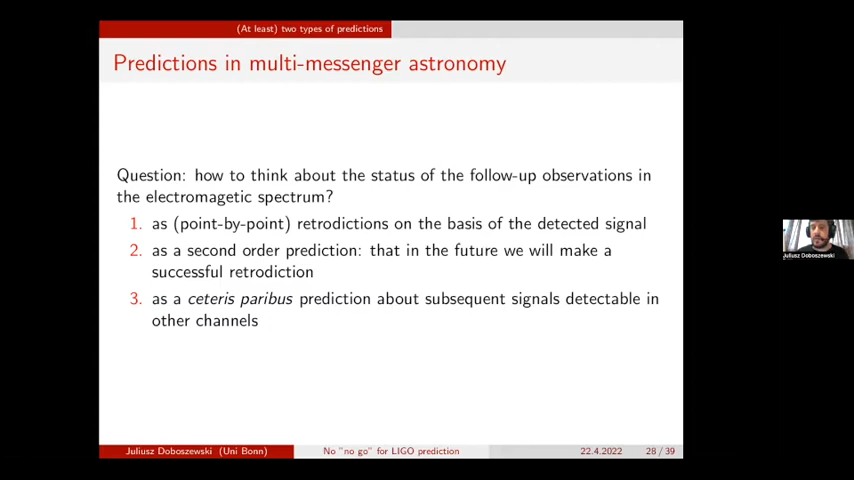 (At least) two types of predictions
Predictions in multi-messenger astronomy
Question: how to think about the status of the follow-up observations in
the electromagetic spectrum?
1. as (point-by-point) retrodictions on the basis of the detected signal
2. as a second order prediction: that in the future we will make a
successful retrodiction
3. as a ceteris paribus prediction about subsequent signals detectable in
other channels
Juliusz Doboszewski
Juliusz Doboszewski (Uni Bonn) No "no go" for LIGO prediction 22.4.2022 28 / 39